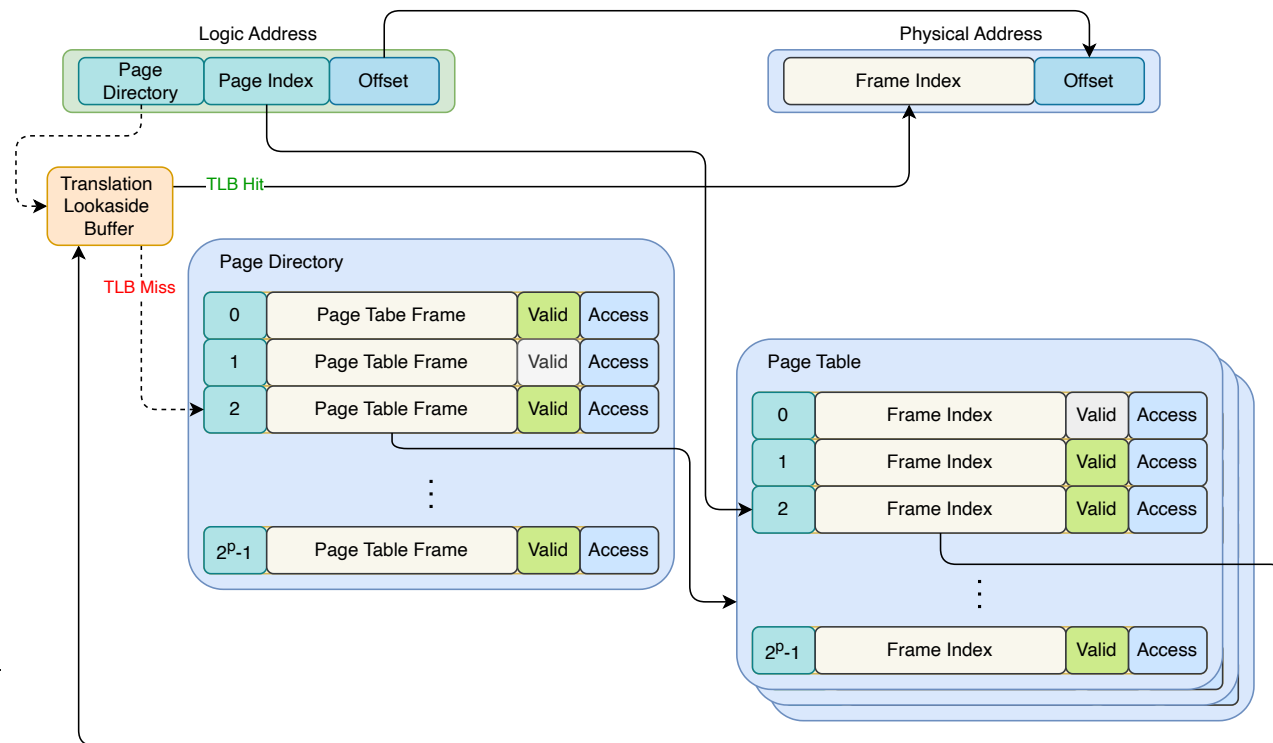 Logic Address
Physical Address
Page
Directory
Page Index
Offset
Frame Index
Offset
Translation
Lookaside
Buffer
TLB Hit
TLB Miss
Page Directory
0 Page Tabe Frame Valid Access
1 Page Table Frame Valid Access
2 Page Table Frame Valid Access
⋮
2ᵖ-1 Page Table Frame Valid Access
Page Table
0 Frame Index Valid Access
1 Frame Index Valid Access
2 Frame Index Valid Access
⋮
2ᵖ-1 Frame Index Valid Access